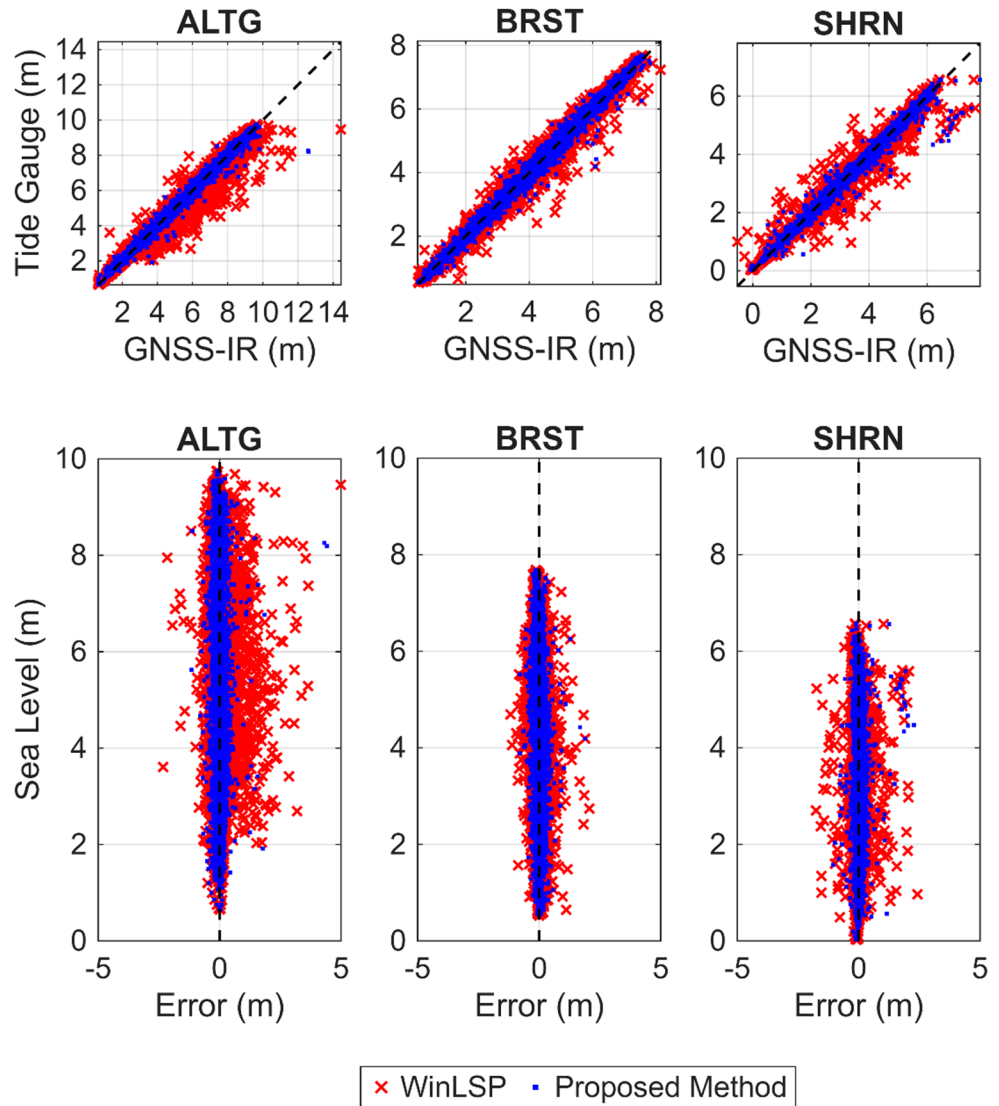 ALTG BRST SHRN
Tide Gauge (m)
14
12
10
8
6
4
2
2 4 6 8 10 12 14
GNSS-IR (m)
8
6
4
2
2 4 6 8
GNSS-IR (m)
6
4
2
0
0 2 4 6
GNSS-IR (m)
ALTG BRST SHRN
Sea Level (m)
10
8
6
4
2
0
-5 0 5
Error (m)
10
8
6
4
2
0
-5 0 5
Error (m)
10
8
6
4
2
0
-5 0 5
Error (m)
WinLSP Proposed Method